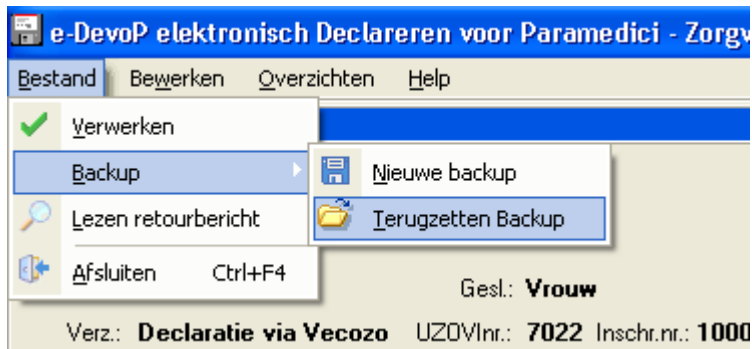 e-DevoP elektronisch Declareren voor Paramedici - Zorgv
Bestand Bewerken Overzichten Help
Verwerken
Backup
Nieuwe backup
Terugzetten Backup
Lezen retourbericht
Afsluiten Ctrl+F4
Gesl.: Vrouw
Verz.: Declaratie via Vecozo UZOVInr.: 7022 Inschr.nr.: 1000